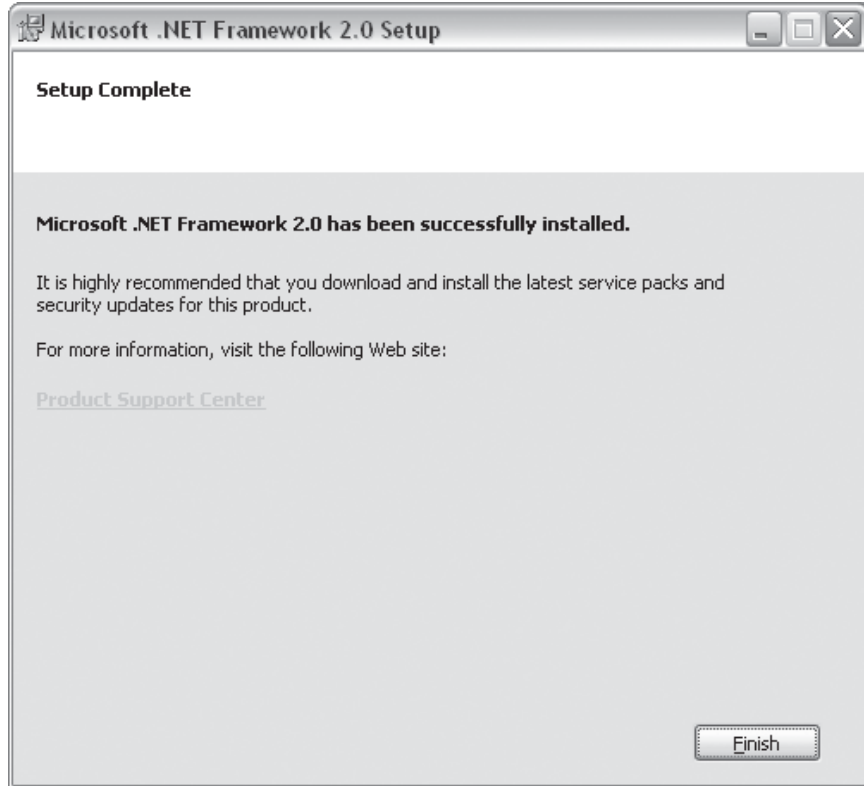 Microsoft .NET Framework 2.0 Setup
Setup Complete
Microsoft .NET Framework 2.0 has been successfully installed.
It is highly recommended that you download and install the latest service packs and
security updates for this product.
For more information, visit the following Web site:
Product Support Center
Finish